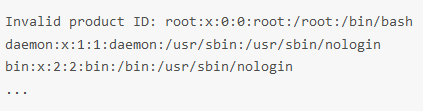 Invalid product ID: root:x:0:0:root:/root:/bin/bash
daemon:x:1:1:daemon:/usr/sbin:/usr/sbin/nologin
bin:x:2:2:bin:/bin:/usr/sbin/nologin
...